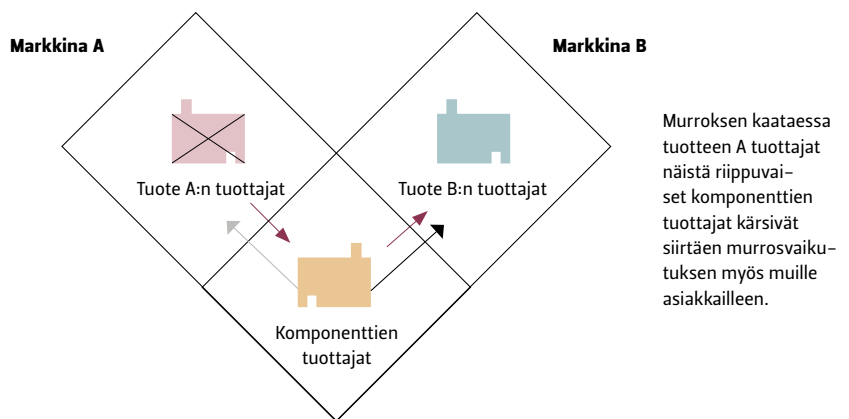 Markkina A
Markkina B
Tuote A:n tuottajat
Tuote B:n tuottajat
Komponenttien
tuottajat
Murroksen kaataessa
tuotteen A tuottajat
näistä riippuvai-
set komponenttien
tuottajat kärsivät
siirtäen murrosvaiku-
tuksen myös muille
asiakkailleen.